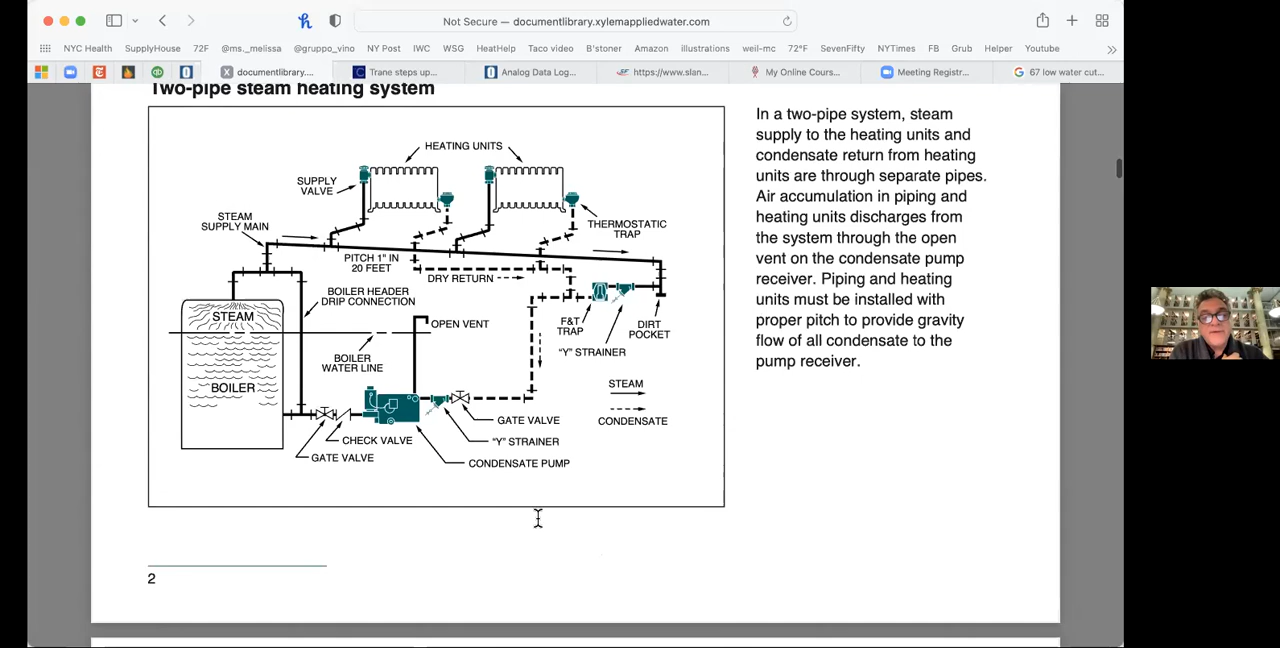 Not Secure — documentlibrary.xylemappliedwater.com
NYC Health SupplyHouse 72F @ms._melissa @gruppo_vino NY Post IWC WSG HeatHelp Taco video B'stoner Amazon illustrations weil-mc 72°F SevenFifty NYTimes FB Grub Helper Youtube
documentlibrary.... Trane steps up... Analog Data Log... https://www.slan... My Online Cours... Meeting Registr... 67 low water cut...
Two-pipe steam heating system
HEATING UNITS
SUPPLY
VALVE
STEAM
SUPPLY MAIN
THERMOSTATIC
TRAP
PITCH 1" IN
20 FEET
DRY RETURN
BOILER HEADER
DRIP CONNECTION
STEAM
OPEN VENT
F&T
TRAP
DIRT
POCKET
"Y" STRAINER
BOILER
WATER LINE
BOILER
STEAM
CONDENSATE
GATE VALVE
CHECK VALVE
"Y" STRAINER
GATE VALVE
CONDENSATE PUMP
In a two-pipe system, steam
supply to the heating units and
condensate return from heating
units are through separate pipes.
Air accumulation in piping and
heating units discharges from
the system through the open
vent on the condensate pump
receiver. Piping and heating
units must be installed with
proper pitch to provide gravity
flow of all condensate to the
pump receiver.
2